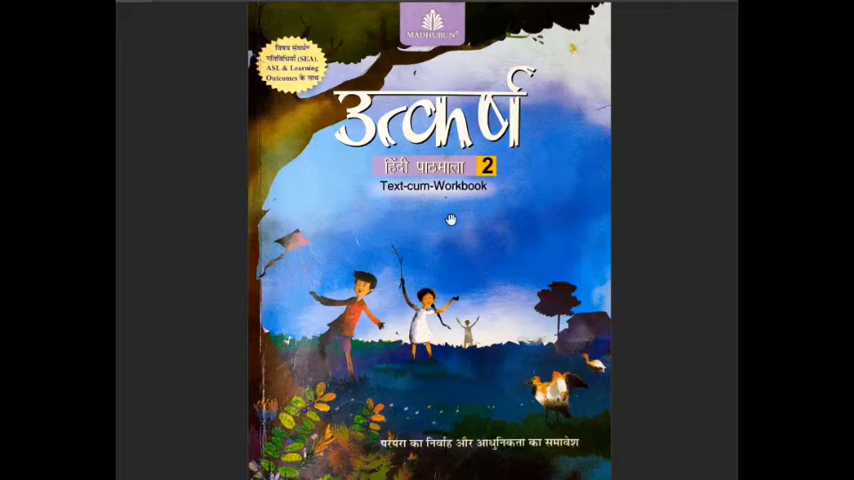 MADHUBUN
विषय संवर्धन
गतिविधियाँ (SEA),
ASL & Learning
Outcomes के साथ
उत्कर्ष
हिंदी पाठमाला 2
Text-cum-Workbook
परंपरा का निर्वाह और आधुनिकता का समावेश